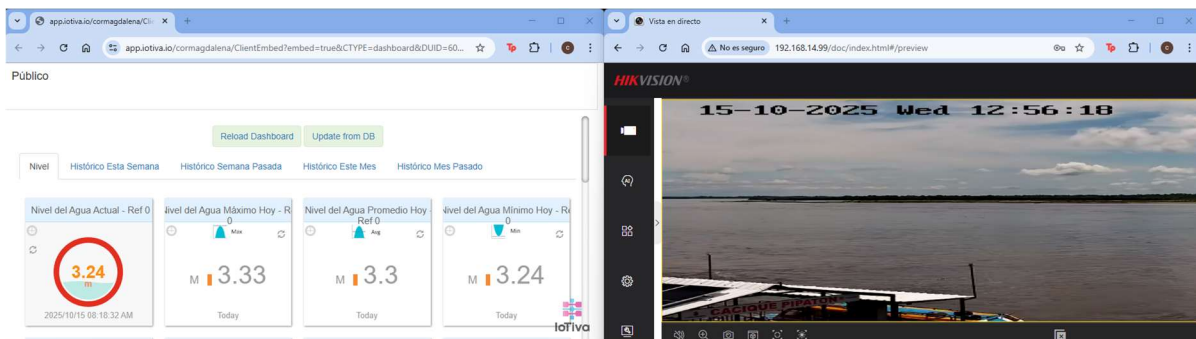 app.iotiva.io/cormagdalena/Clie
app.iotiva.io/cormagdalena/ClientEmbed?embed=true&CTYPE=dashboard&DUID=60...
Público
Reload Dashboard
Update from DB
Nivel
Histórico Esta Semana
Histórico Semana Pasada
Histórico Este Mes
Histórico Mes Pasado
Nivel del Agua Actual - Ref 0
3.24
m
2025/10/15 08:18:32 AM
Nivel del Agua Máximo Hoy - R
0
Max
M 3.33
Today
Nivel del Agua Promedio Hoy -
Ref 0
Avg
M 3.3
Today
Nivel del Agua Mínimo Hoy - Re
0
Min
M 3.24
Today
IoTiva
Vista en directo
No es seguro
192.168.14.99/doc/index.html#/preview
HIKVISION®
15-10-2025 Wed 12:56:18
AI
CACIQUE PIPATON